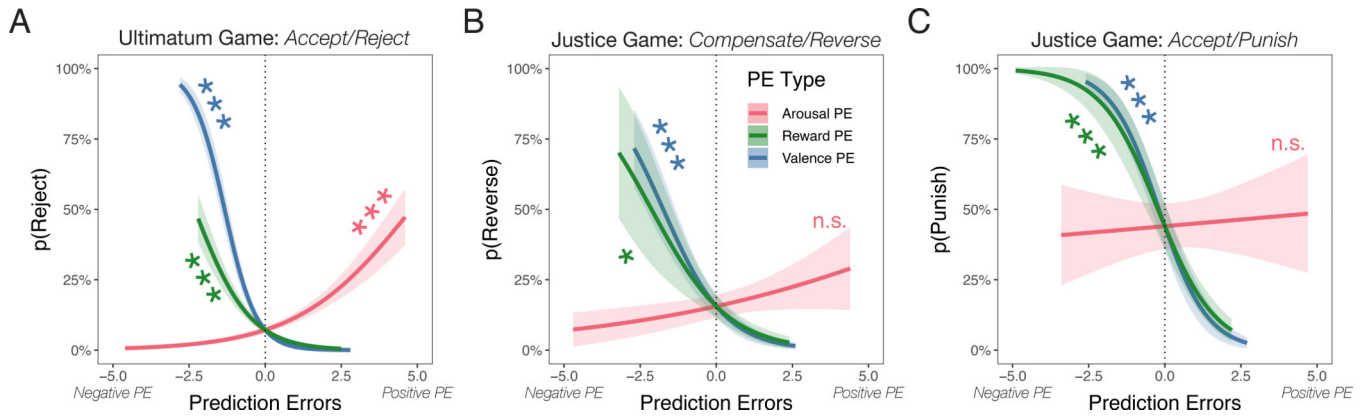 A
Ultimatum Game: Accept/Reject
p(Reject)
100%
75%
50%
25%
0%
***
***
***
−5.0
−2.5
0.0
2.5
5.0
Negative PE
Positive PE
Prediction Errors
B
Justice Game: Compensate/Reverse
p(Reverse)
100%
75%
50%
25%
0%
PE Type
Arousal PE
Reward PE
Valence PE
***
*
n.s.
−5.0
−2.5
0.0
2.5
5.0
Negative PE
Positive PE
Prediction Errors
C
Justice Game: Accept/Punish
p(Punish)
100%
75%
50%
25%
0%
***
***
n.s.
−5.0
−2.5
0.0
2.5
5.0
Negative PE
Positive PE
Prediction Errors